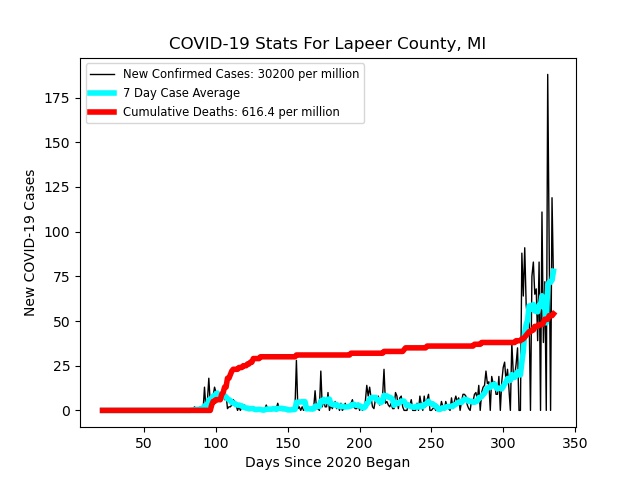 COVID-19 Stats For Lapeer County, MI
New Confirmed Cases: 30200 per million
7 Day Case Average
Cumulative Deaths: 616.4 per million
New COVID-19 Cases
175
150
125
100
75
50
25
0
50
100
150
200
250
300
350
Days Since 2020 Began